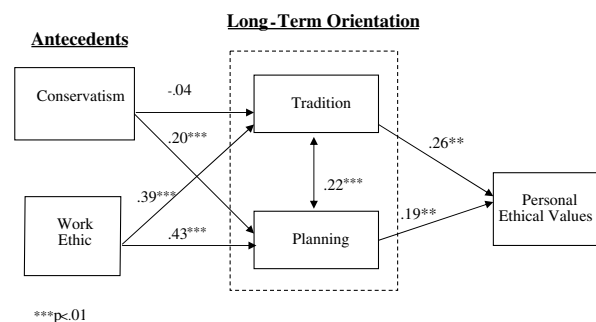 Long-Term Orientation
Antecedents
Conservatism
-.04
Tradition
.20***
.26**
.39***
.22***
Personal
Ethical Values
Work
Ethic
.43***
Planning
.19**
***p<.01